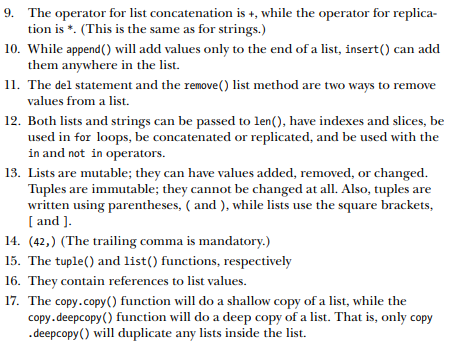 9. The operator for list concatenation is +, while the operator for replica-
tion is *. (This is the same as for strings.)
10. While append() will add values only to the end of a list, insert() can add
them anywhere in the list.
11. The del statement and the remove() list method are two ways to remove
values from a list.
12. Both lists and strings can be passed to len(), have indexes and slices, be
used in for loops, be concatenated or replicated, and be used with the
in and not in operators.
13. Lists are mutable; they can have values added, removed, or changed.
Tuples are immutable; they cannot be changed at all. Also, tuples are
written using parentheses, ( and ), while lists use the square brackets,
[ and ].
14. (42,) (The trailing comma is mandatory.)
15. The tuple() and list() functions, respectively
16. They contain references to list values.
17. The copy.copy() function will do a shallow copy of a list, while the
copy.deepcopy() function will do a deep copy of a list. That is, only copy
.deepcopy() will duplicate any lists inside the list.